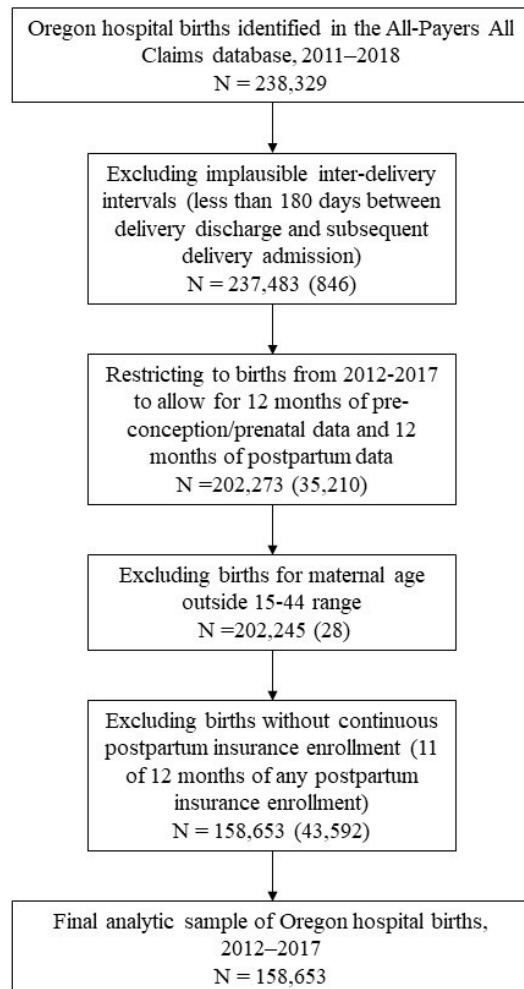 Oregon hospital births identified in the All-Payers All
Claims database, 2011–2018
N = 238,329
Excluding implausible inter-delivery
intervals (less than 180 days between
delivery discharge and subsequent
delivery admission)
N = 237,483 (846)
Restricting to births from 2012-2017
to allow for 12 months of pre-
conception/prenatal data and 12
months of postpartum data
N =202,273 (35,210)
Excluding births for maternal age
outside 15-44 range
N =202,245 (28)
Excluding births without continuous
postpartum insurance enrollment (11
of 12 months of any postpartum
insurance enrollment)
N = 158,653 (43,592)
Final analytic sample of Oregon hospital births,
2012–2017
N = 158,653